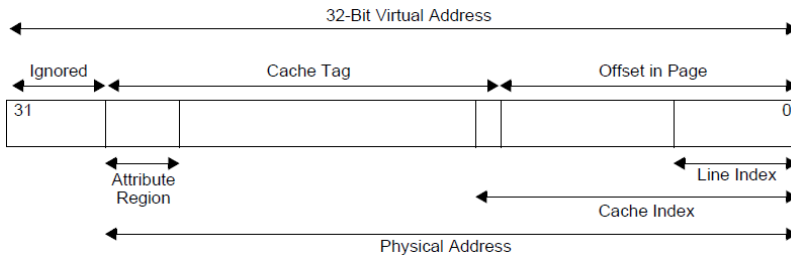 32-Bit Virtual Address
Ignored Cache Tag Offset in Page
31 0
Attribute
Region
Line Index
Cache Index
Physical Address